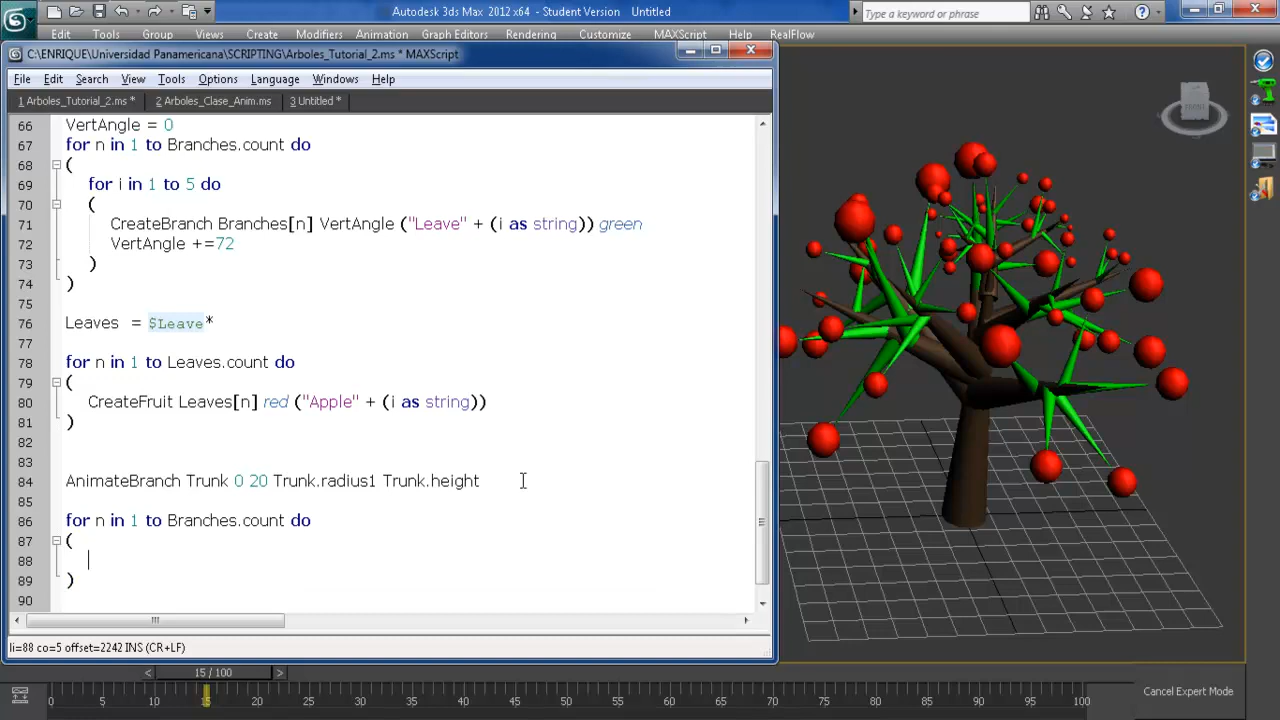 Autodesk 3ds Max 2012 x64 - Student Version Untitled
Type a keyword or phrase
Edit Tools Group Views Create Modifiers Animation Graph Editors Rendering Customize MAXScript Help RealFlow
C:\ENRIQUE\Universidad Panamericana\SCRIPTING\Arboles_Tutorial_2.ms * MAXScript
File Edit Search View Tools Options Language Windows Help
1 Arboles_Tutorial_2.ms * 2 Arboles_Clase_Anim.ms 3 Untitled *
66 VertAngle = 0
67 for n in 1 to Branches.count do
68 (
69 for i in 1 to 5 do
70 (
71 CreateBranch Branches[n] VertAngle ("Leave" + (i as string)) green
72 VertAngle +=72
73 )
74 )
75
76 Leaves = $Leave*
77
78 for n in 1 to Leaves.count do
79 (
80 CreateFruit Leaves[n] red ("Apple" + (i as string))
81 )
82
83
84 AnimateBranch Trunk 0 20 Trunk.radius1 Trunk.height
85
86 for n in 1 to Branches.count do
87 (
88
89 )
90
li=88 co=5 offset=2242 INS (CR+LF)
15 / 100
0 5 10 15 20 25 30 35 40 45 50 55 60 65 70 75 80 85 90 95 100
Cancel Expert Mode